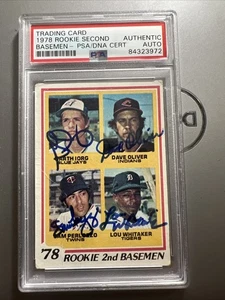 TRADING CARD AUTHENTIC
1978 ROOKIE SECOND AUTO
BASEMEN - PSA/DNA CERT 84323972
PSA
GARTH IORG
BLUE JAYS
DAVE OLIVER
INDIANS
SAM PERLOZZO
TWINS
LOU WHITAKER
TIGERS
'78 ROOKIE 2nd BASEMEN